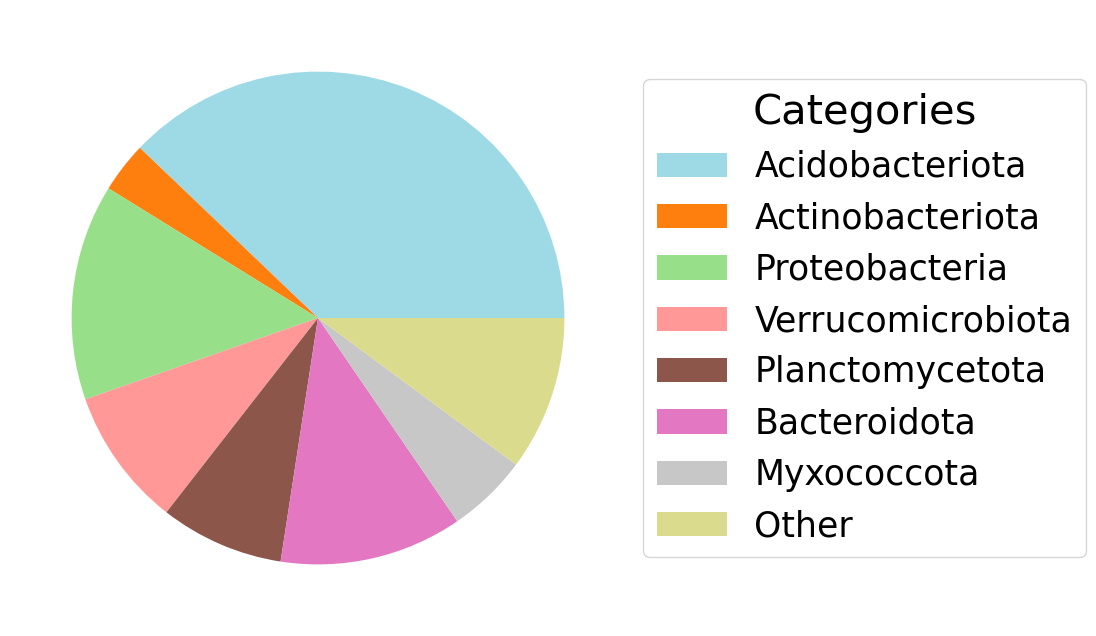 Categories
Acidobacteriota
Actinobacteriota
Proteobacteria
Verrucomicrobiota
Planctomycetota
Bacteroidota
Myxococcota
Other